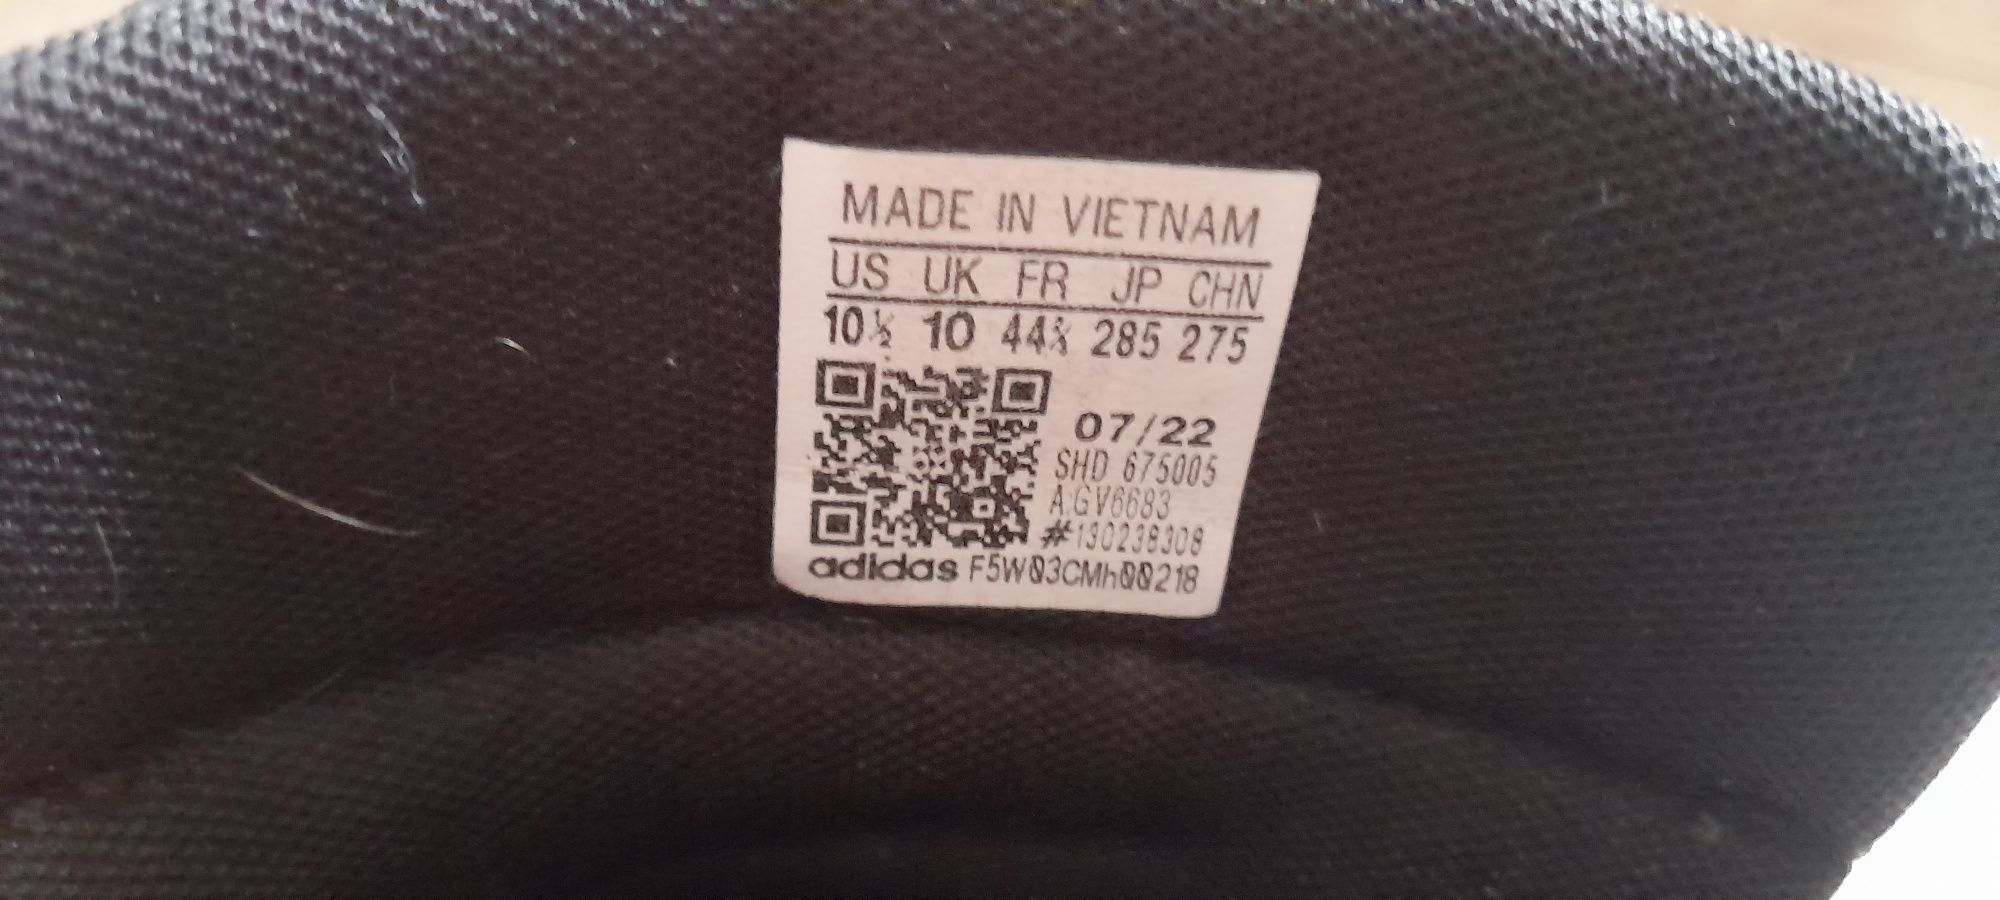 MADE IN VIETNAM
US UK FR JP CHN
10½ 10 44⅔ 285 275
07/22
SHD 675005
A.GV6683
#130238308
adidas F5W03CMh00218